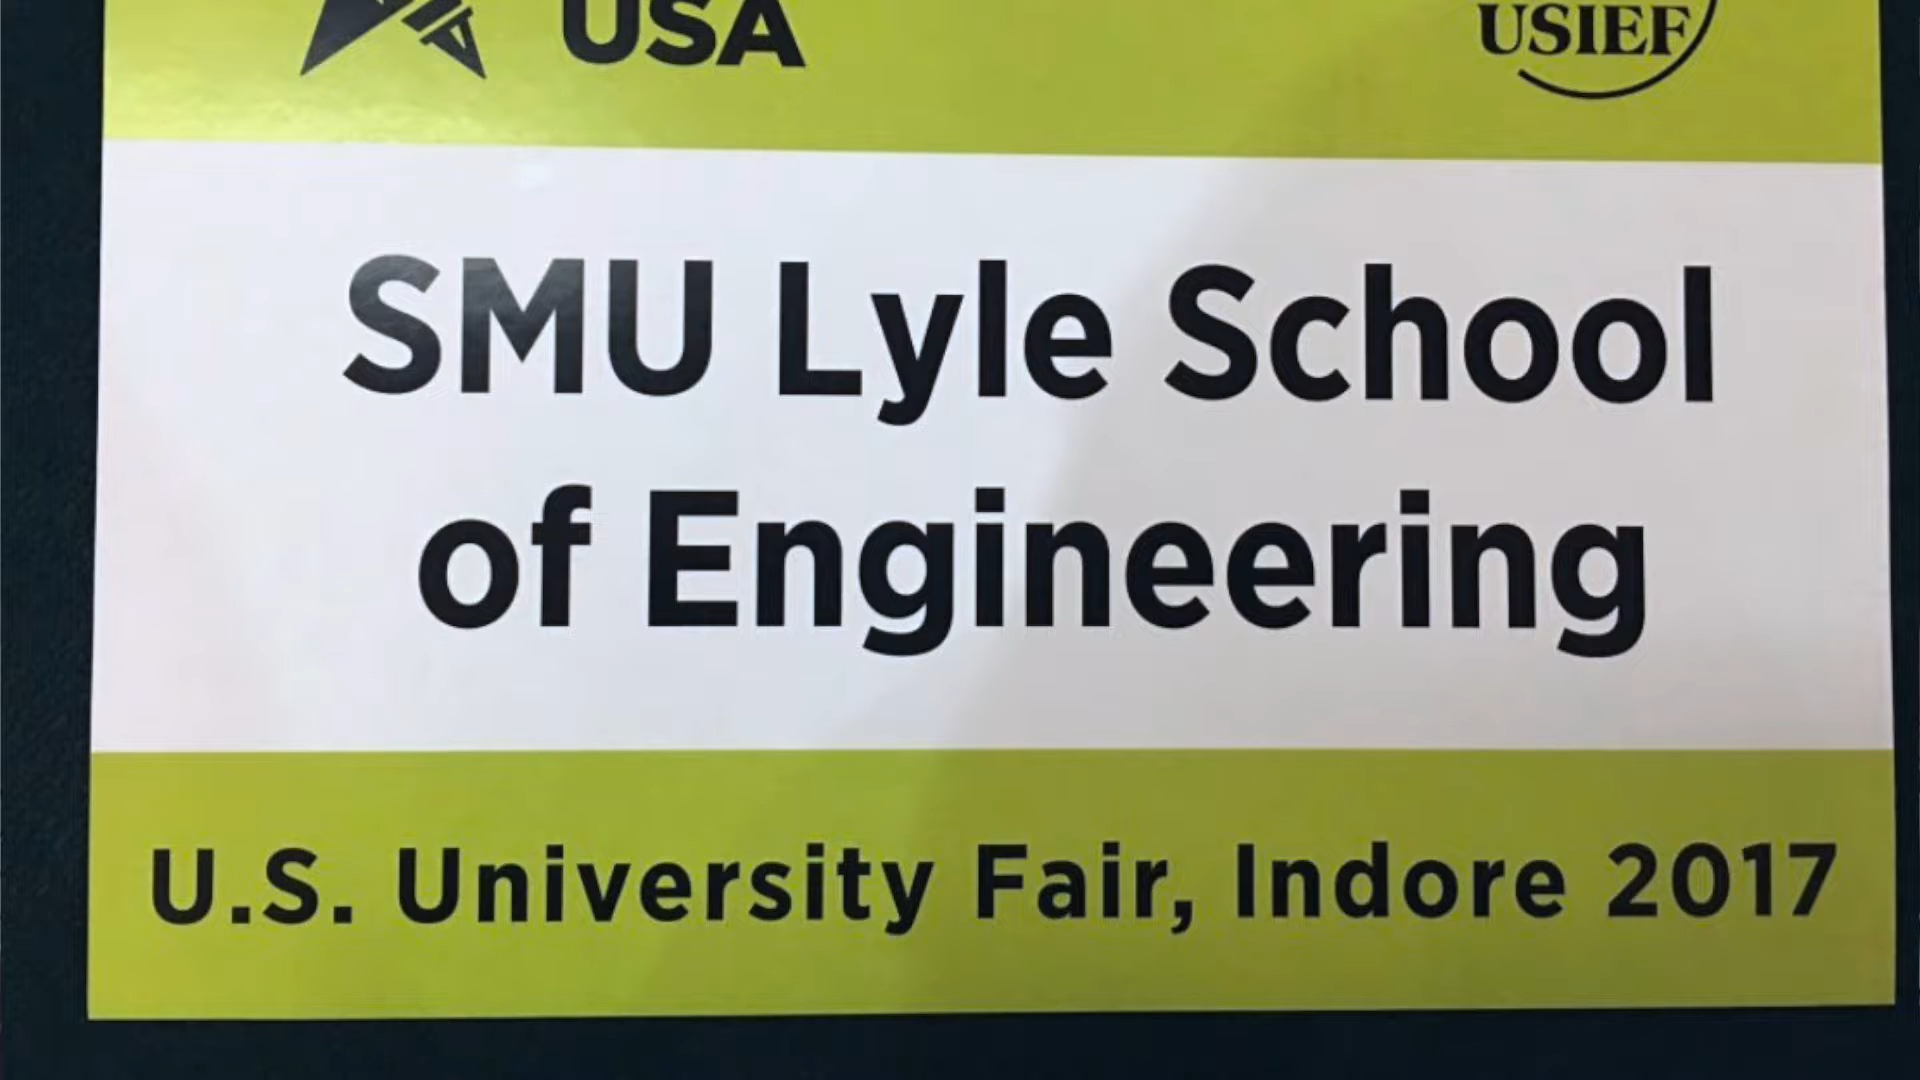 USA
USIEF
SMU Lyle School
of Engineering
U.S. University Fair, Indore 2017